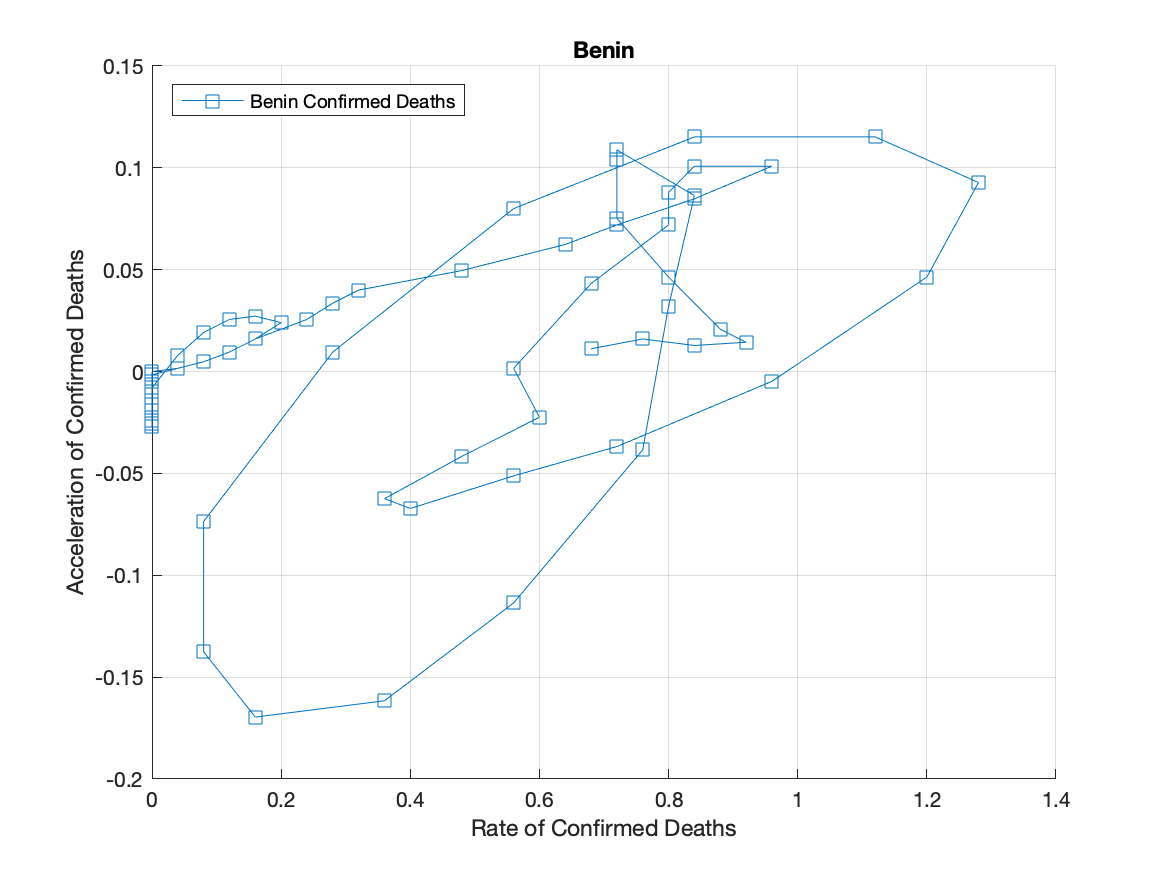 Benin
0.15
Benin Confirmed Deaths
0.1
0.05
0
-0.05
-0.1
-0.15
-0.2
Acceleration of Confirmed Deaths
0 0.2 0.4 0.6 0.8 1 1.2 1.4
Rate of Confirmed Deaths